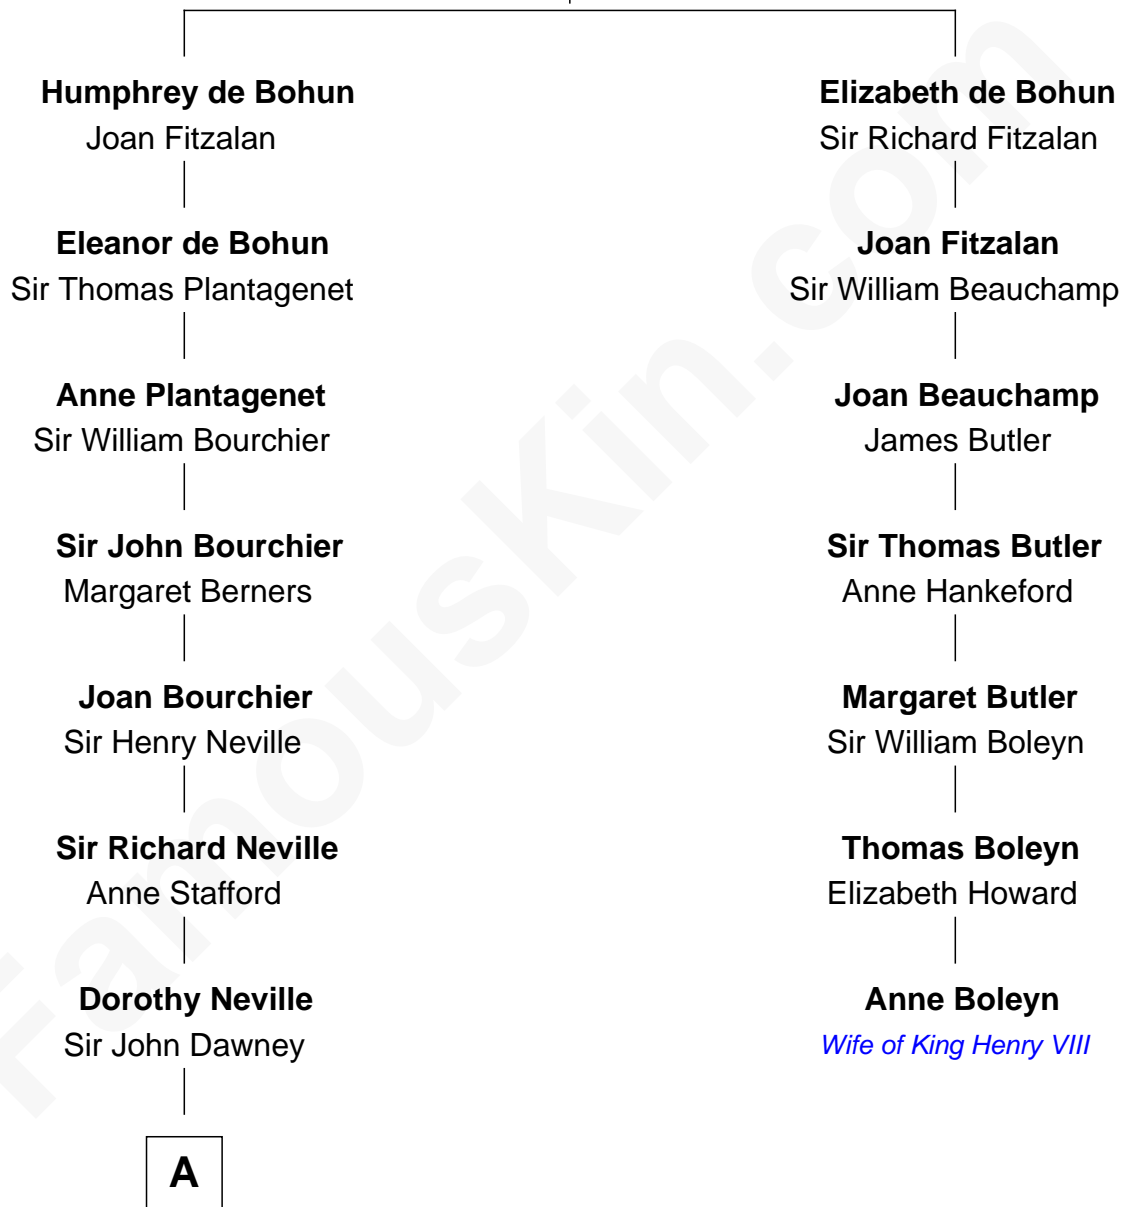 Humphrey de Bohun
Joan Fitzalan
Eleanor de Bohun
Sir Thomas Plantagenet
Anne Plantagenet
Sir William Bourchier
Sir John Bourchier
Margaret Berners
Joan Bourchier
Sir Henry Neville
Sir Richard Neville
Anne Stafford
Dorothy Neville
Sir John Dawney
A
Elizabeth de Bohun
Sir Richard Fitzalan
Joan Fitzalan
Sir William Beauchamp
Joan Beauchamp
James Butler
Sir Thomas Butler
Anne Hankeford
Margaret Butler
Sir William Boleyn
Thomas Boleyn
Elizabeth Howard
Anne Boleyn
Wife of King Henry VIII
FamousKin.com